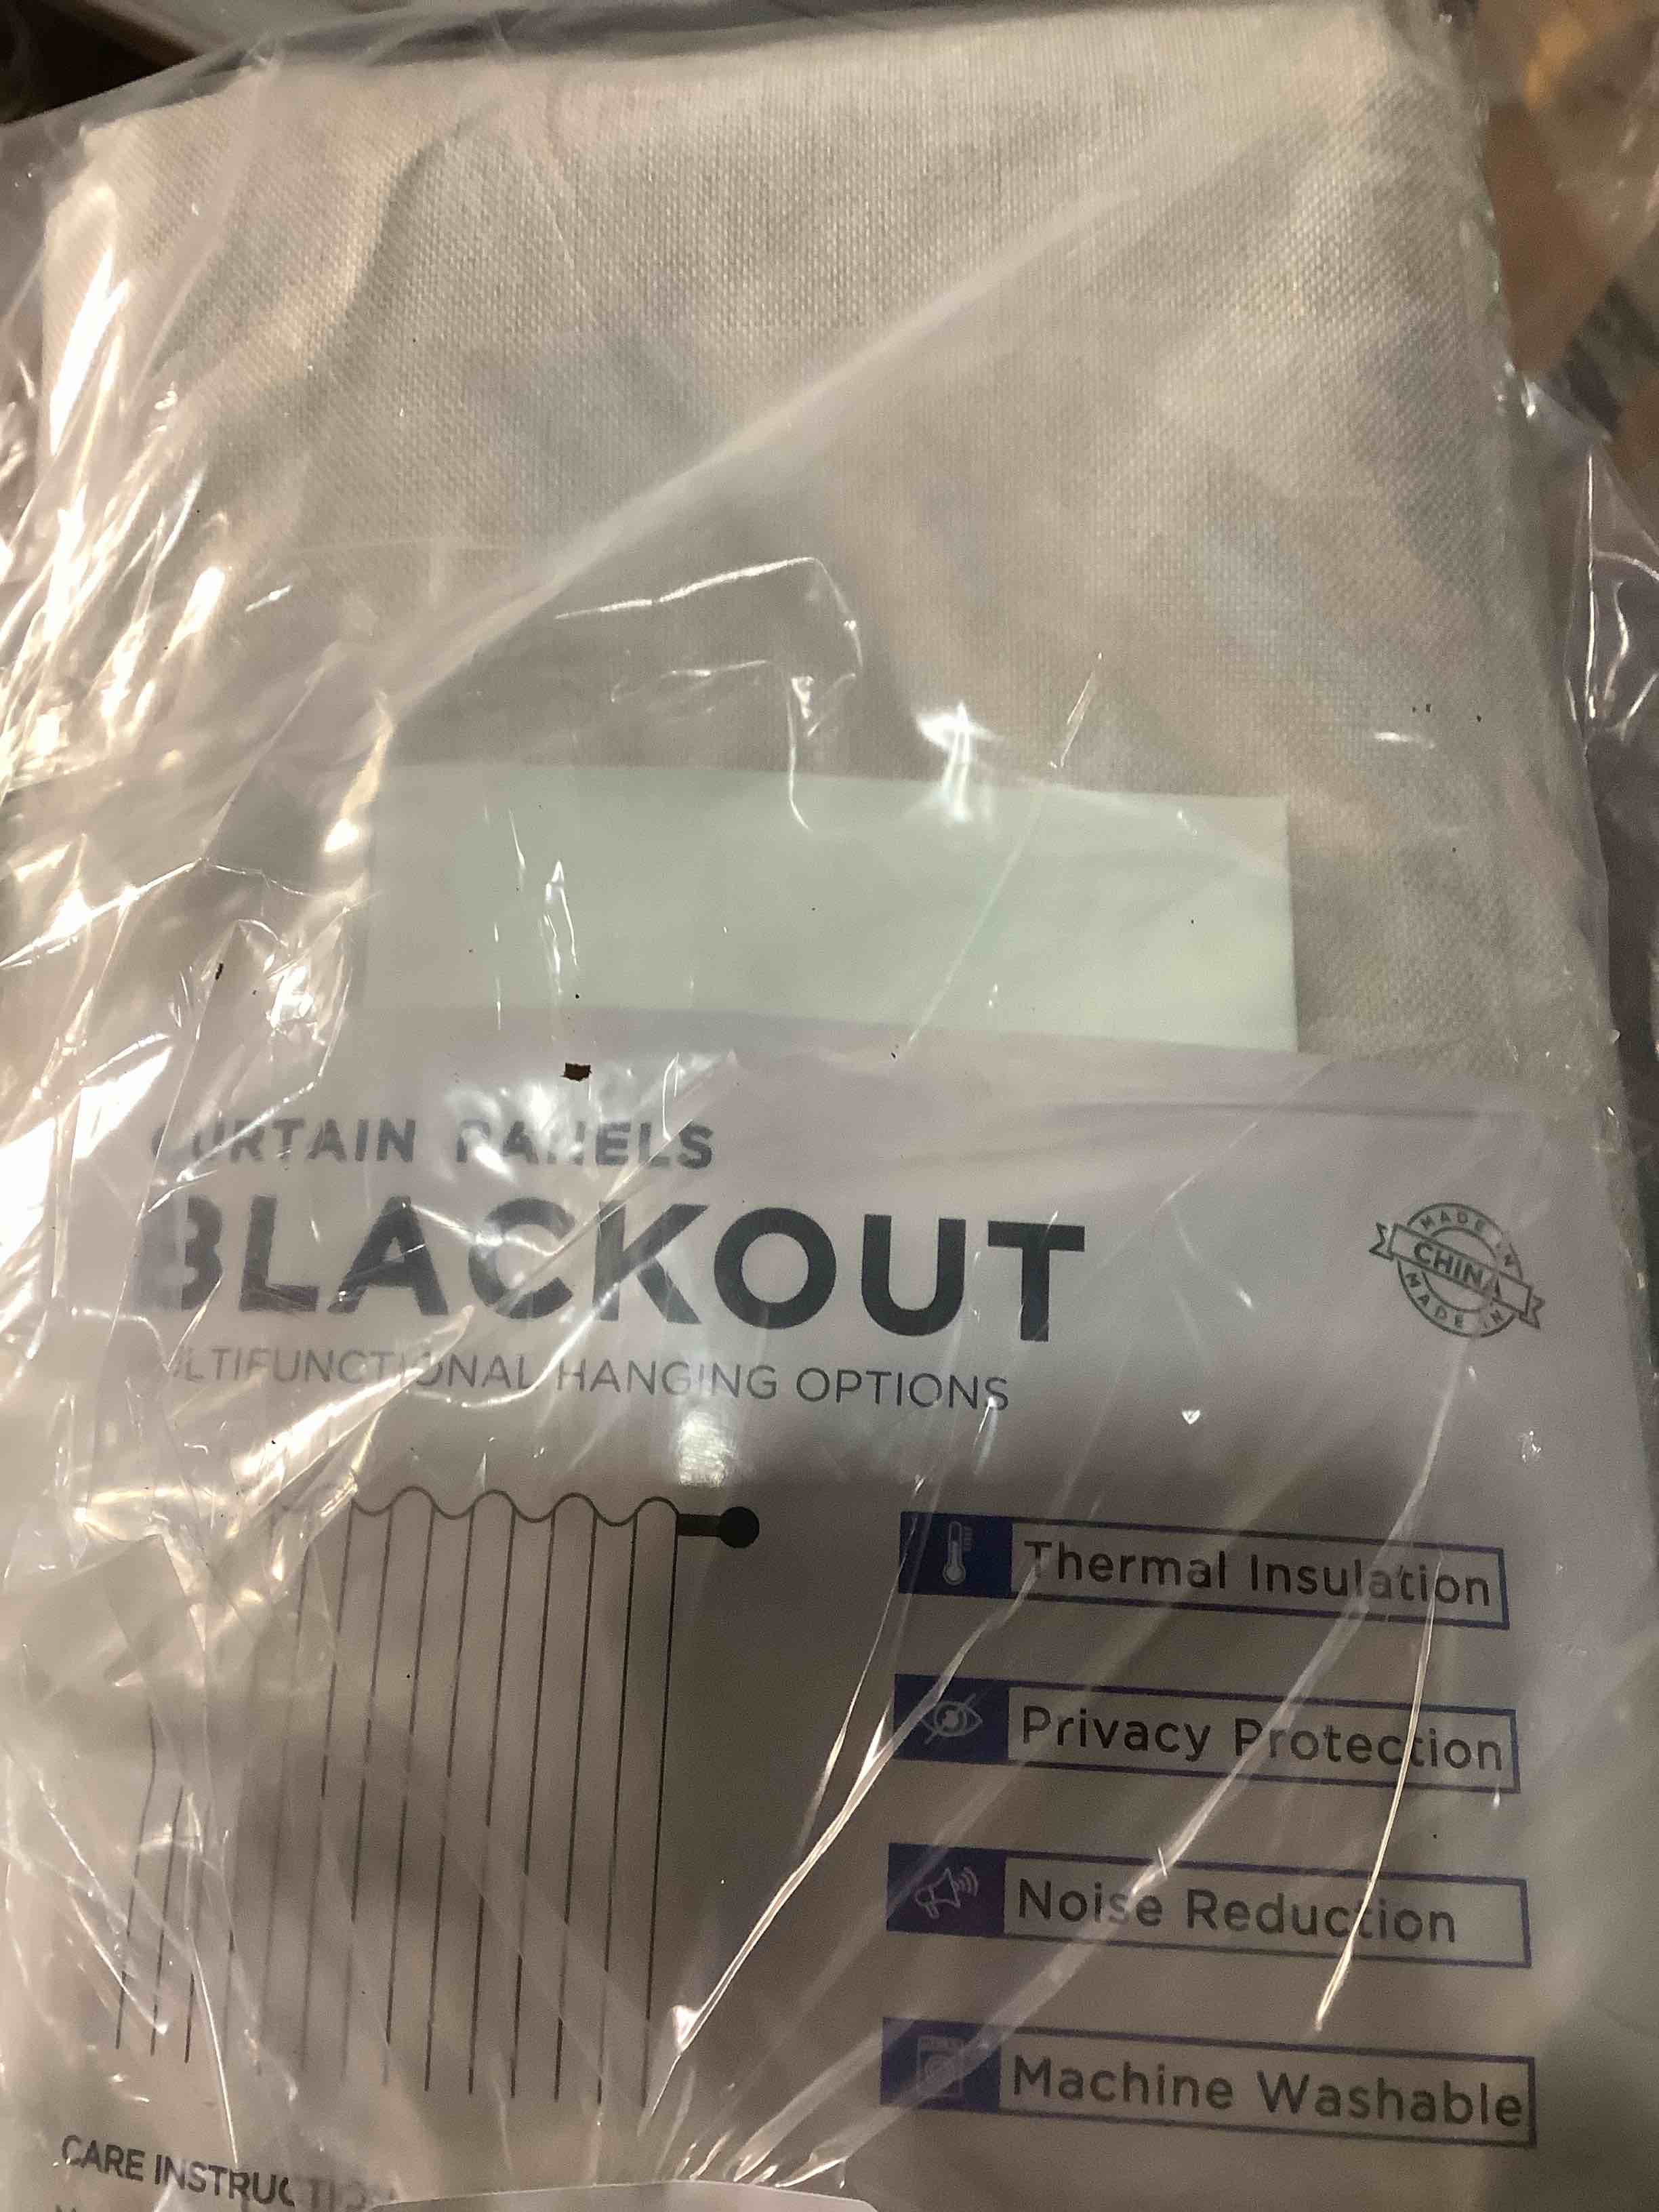 CURTAIN PANELS
BLACKOUT
MULTIFUNCTIONAL HANGING OPTIONS
MADE IN
CHINA
MADE IN
Thermal Insulation
Privacy Protection
Noise Reduction
Machine Washable
CARE